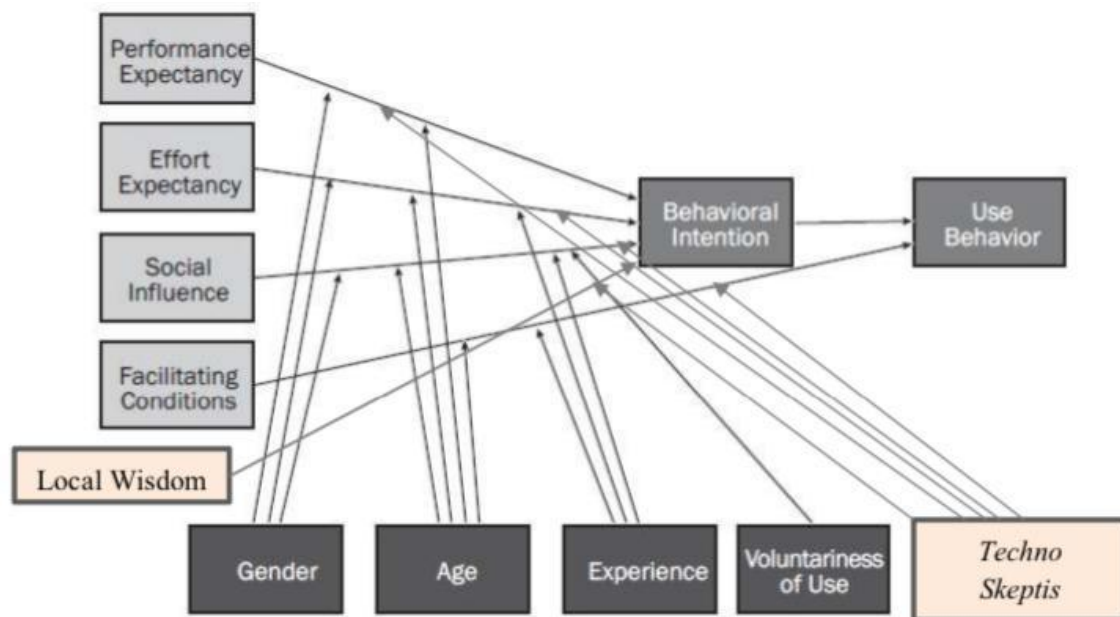 Performance
Expectancy
Effort
Expectancy
Social
Influence
Facilitating
Conditions
Local Wisdom
Behavioral
Intention
Use
Behavior
Gender
Age
Experience
Voluntariness
of Use
Techno
Skeptis